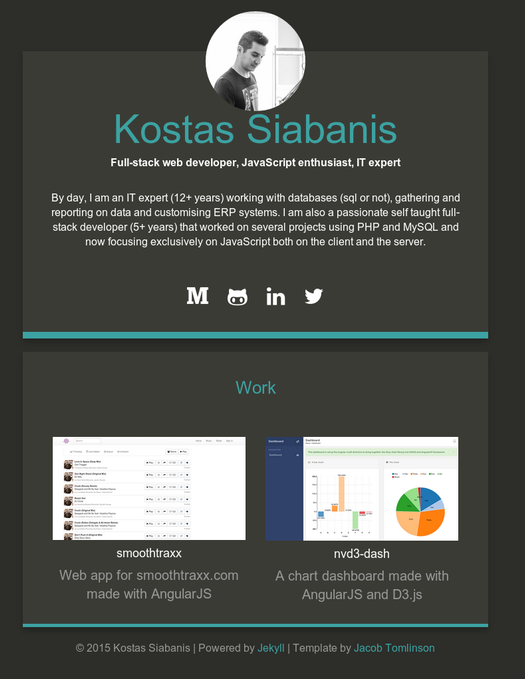 Kostas Siabanis
Full-stack web developer, JavaScript enthusiast, IT expert
By day, I am an IT expert (12+ years) working with databases (sql or not), gathering and
reporting on data and customising ERP systems. I am also a passionate self taught full-
stack developer (5+ years) that worked on several projects using PHP and MySQL and
now focusing exclusively on JavaScript both on the client and the server.
M
in
Work
Dashboard
smoothtraxx
nvd3-dash
Web app for smoothtraxx.com
made with AngularJS
A chart dashboard made with
AngularJS and D3.js
© 2015 Kostas Siabanis | Powered by Jekyll | Template by Jacob Tomlinson